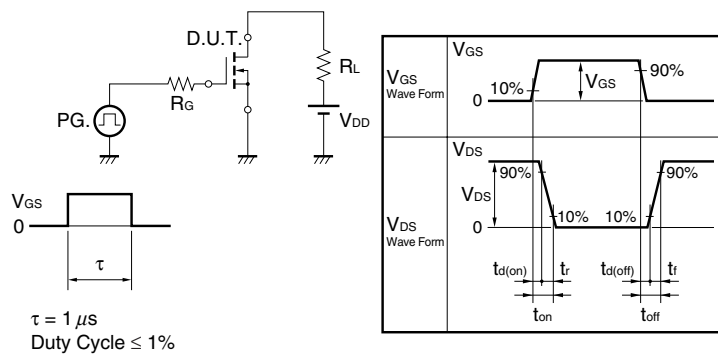 D.U.T.
RL
RG
PG.
VDD
VGS
0
τ
τ = 1 μs
Duty Cycle ≤ 1%
VGS
Wave Form
VGS
10%
0
VGS
90%
VDS
Wave Form
VDS
90%
VDS
0
10%
10%
90%
td(on)
tr
td(off)
tf
ton
toff